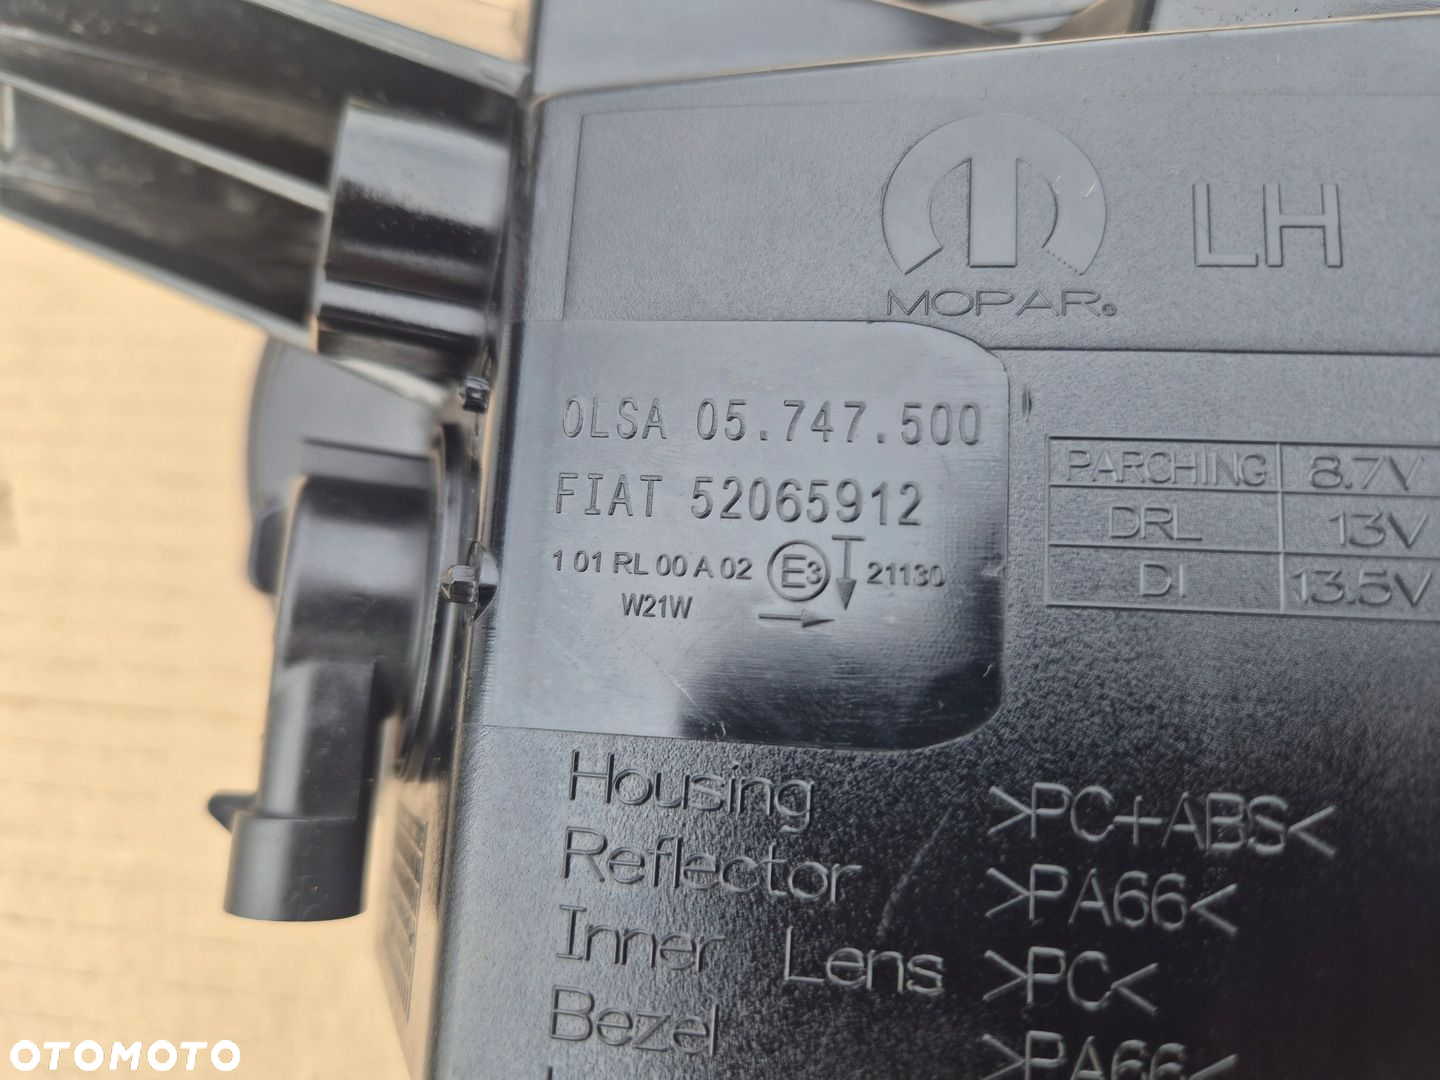 LH
MOPAR®
OLSA 05.747.500
FIAT 52065912
1 01 RL 00 A 02 E3 21130
W21W
PARCHING 8.7V
DRL 13V
DI 13.5V
Housing >PC+ABS<
Reflector >PA66<
Inner Lens >PC<
Bezel >PA66<
OTOMOTO